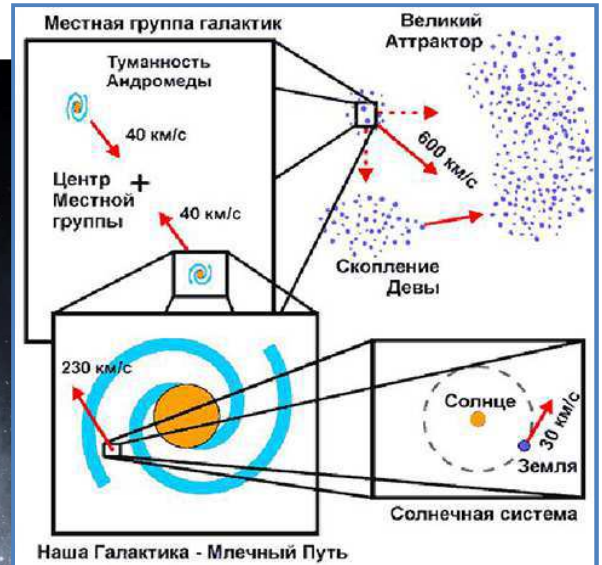 Местная группа галактик
Туманность
Андромеды
40 км/с
Центр
Местной
группы
40 км/с
Великий
Аттрактор
600 км/с
Скопление
Девы
230 км/с
Наша Галактика - Млечный Путь
Солнце
30 км/с
Земля
Солнечная система